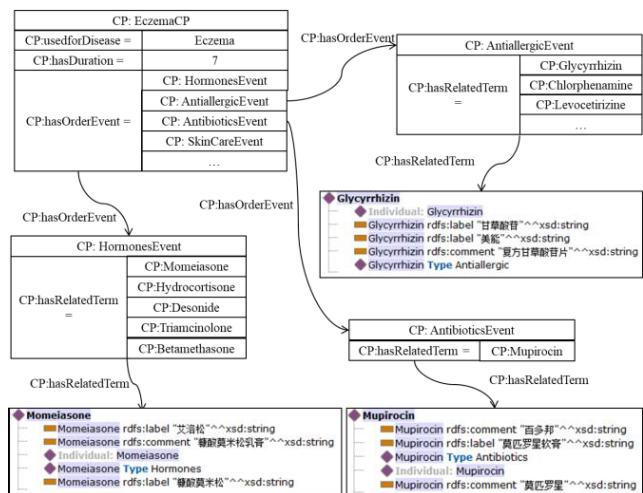 CP: EczemaCP
CP:usedforDisease =
Eczema
CP:hasDuration =
7
CP:hasOrderEvent =
CP: HormonesEvent
CP: AntiallergicEvent
CP: AntibioticsEvent
CP: SkinCareEvent
...
CP:hasOrderEvent
CP: AntiallergicEvent
CP:hasRelatedTerm
=
CP:Glycyrrhizin
CP:Chlorphenamine
CP:Levocetirizine
...
CP:hasRelatedTerm
Glycyrrhizin
Individual: Glycyrrhizin
Glycyrrhizin rdfs:label "甘草酸苷"^^xsd:string
Glycyrrhizin rdfs:label "美能"^^xsd:string
Glycyrrhizin rdfs:comment "复方甘草酸苷片"^^xsd:string
Glycyrrhizin Type Antiallergic
CP:hasOrderEvent
CP:hasOrderEvent
CP: HormonesEvent
CP:hasRelatedTerm
=
CP:Momeiasone
CP:Hydrocortisone
CP:Desonide
CP:Triamcinolone
CP:Betamethasone
CP:hasRelatedTerm
Momeiasone
Momeiasone rdfs:label "艾洛松"^^xsd:string
Momeiasone rdfs:comment "糠酸莫米松乳膏"^^xsd:string
Individual: Momeiasone
Momeiasone Type Hormones
Momeiasone rdfs:label "糠酸莫米松"^^xsd:string
CP: AntibioticsEvent
CP:hasRelatedTerm =
CP:Mupirocin
CP:hasRelatedTerm
Mupirocin
Mupirocin rdfs:comment "百多邦"^^xsd:string
Mupirocin rdfs:label "莫匹罗星软膏"^^xsd:string
Mupirocin Type Antibiotics
Individual: Mupirocin
Mupirocin rdfs:comment "莫匹罗星"^^xsd:string